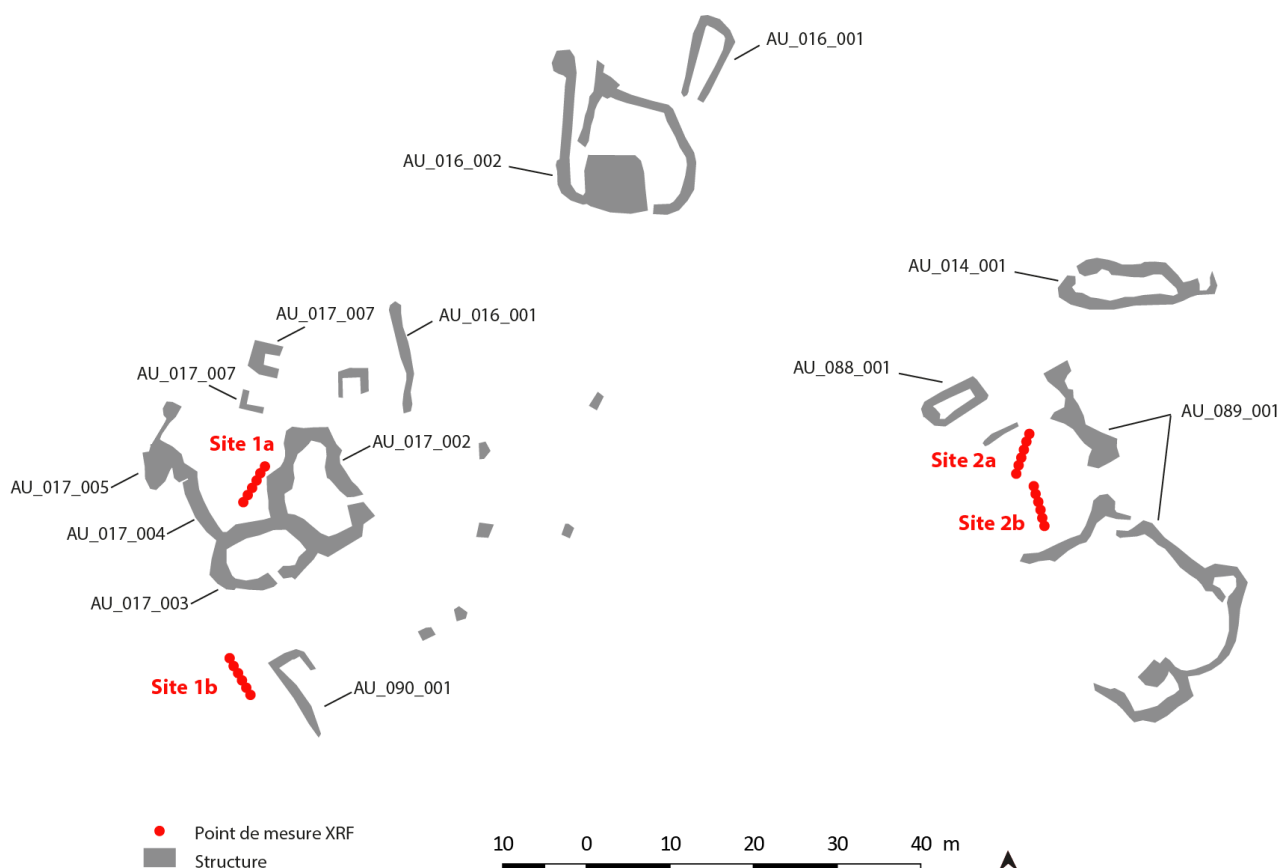 AU_016_001
AU_016_002
AU_014_001
AU_017_007
AU_016_001
AU_017_007
AU_088_001
AU_089_001
Site 1a
AU_017_002
Site 2a
AU_017_005
Site 2b
AU_017_004
AU_017_003
Site 1b
AU_090_001
Point de mesure XRF
Structure
10 0 10 20 30 40 m